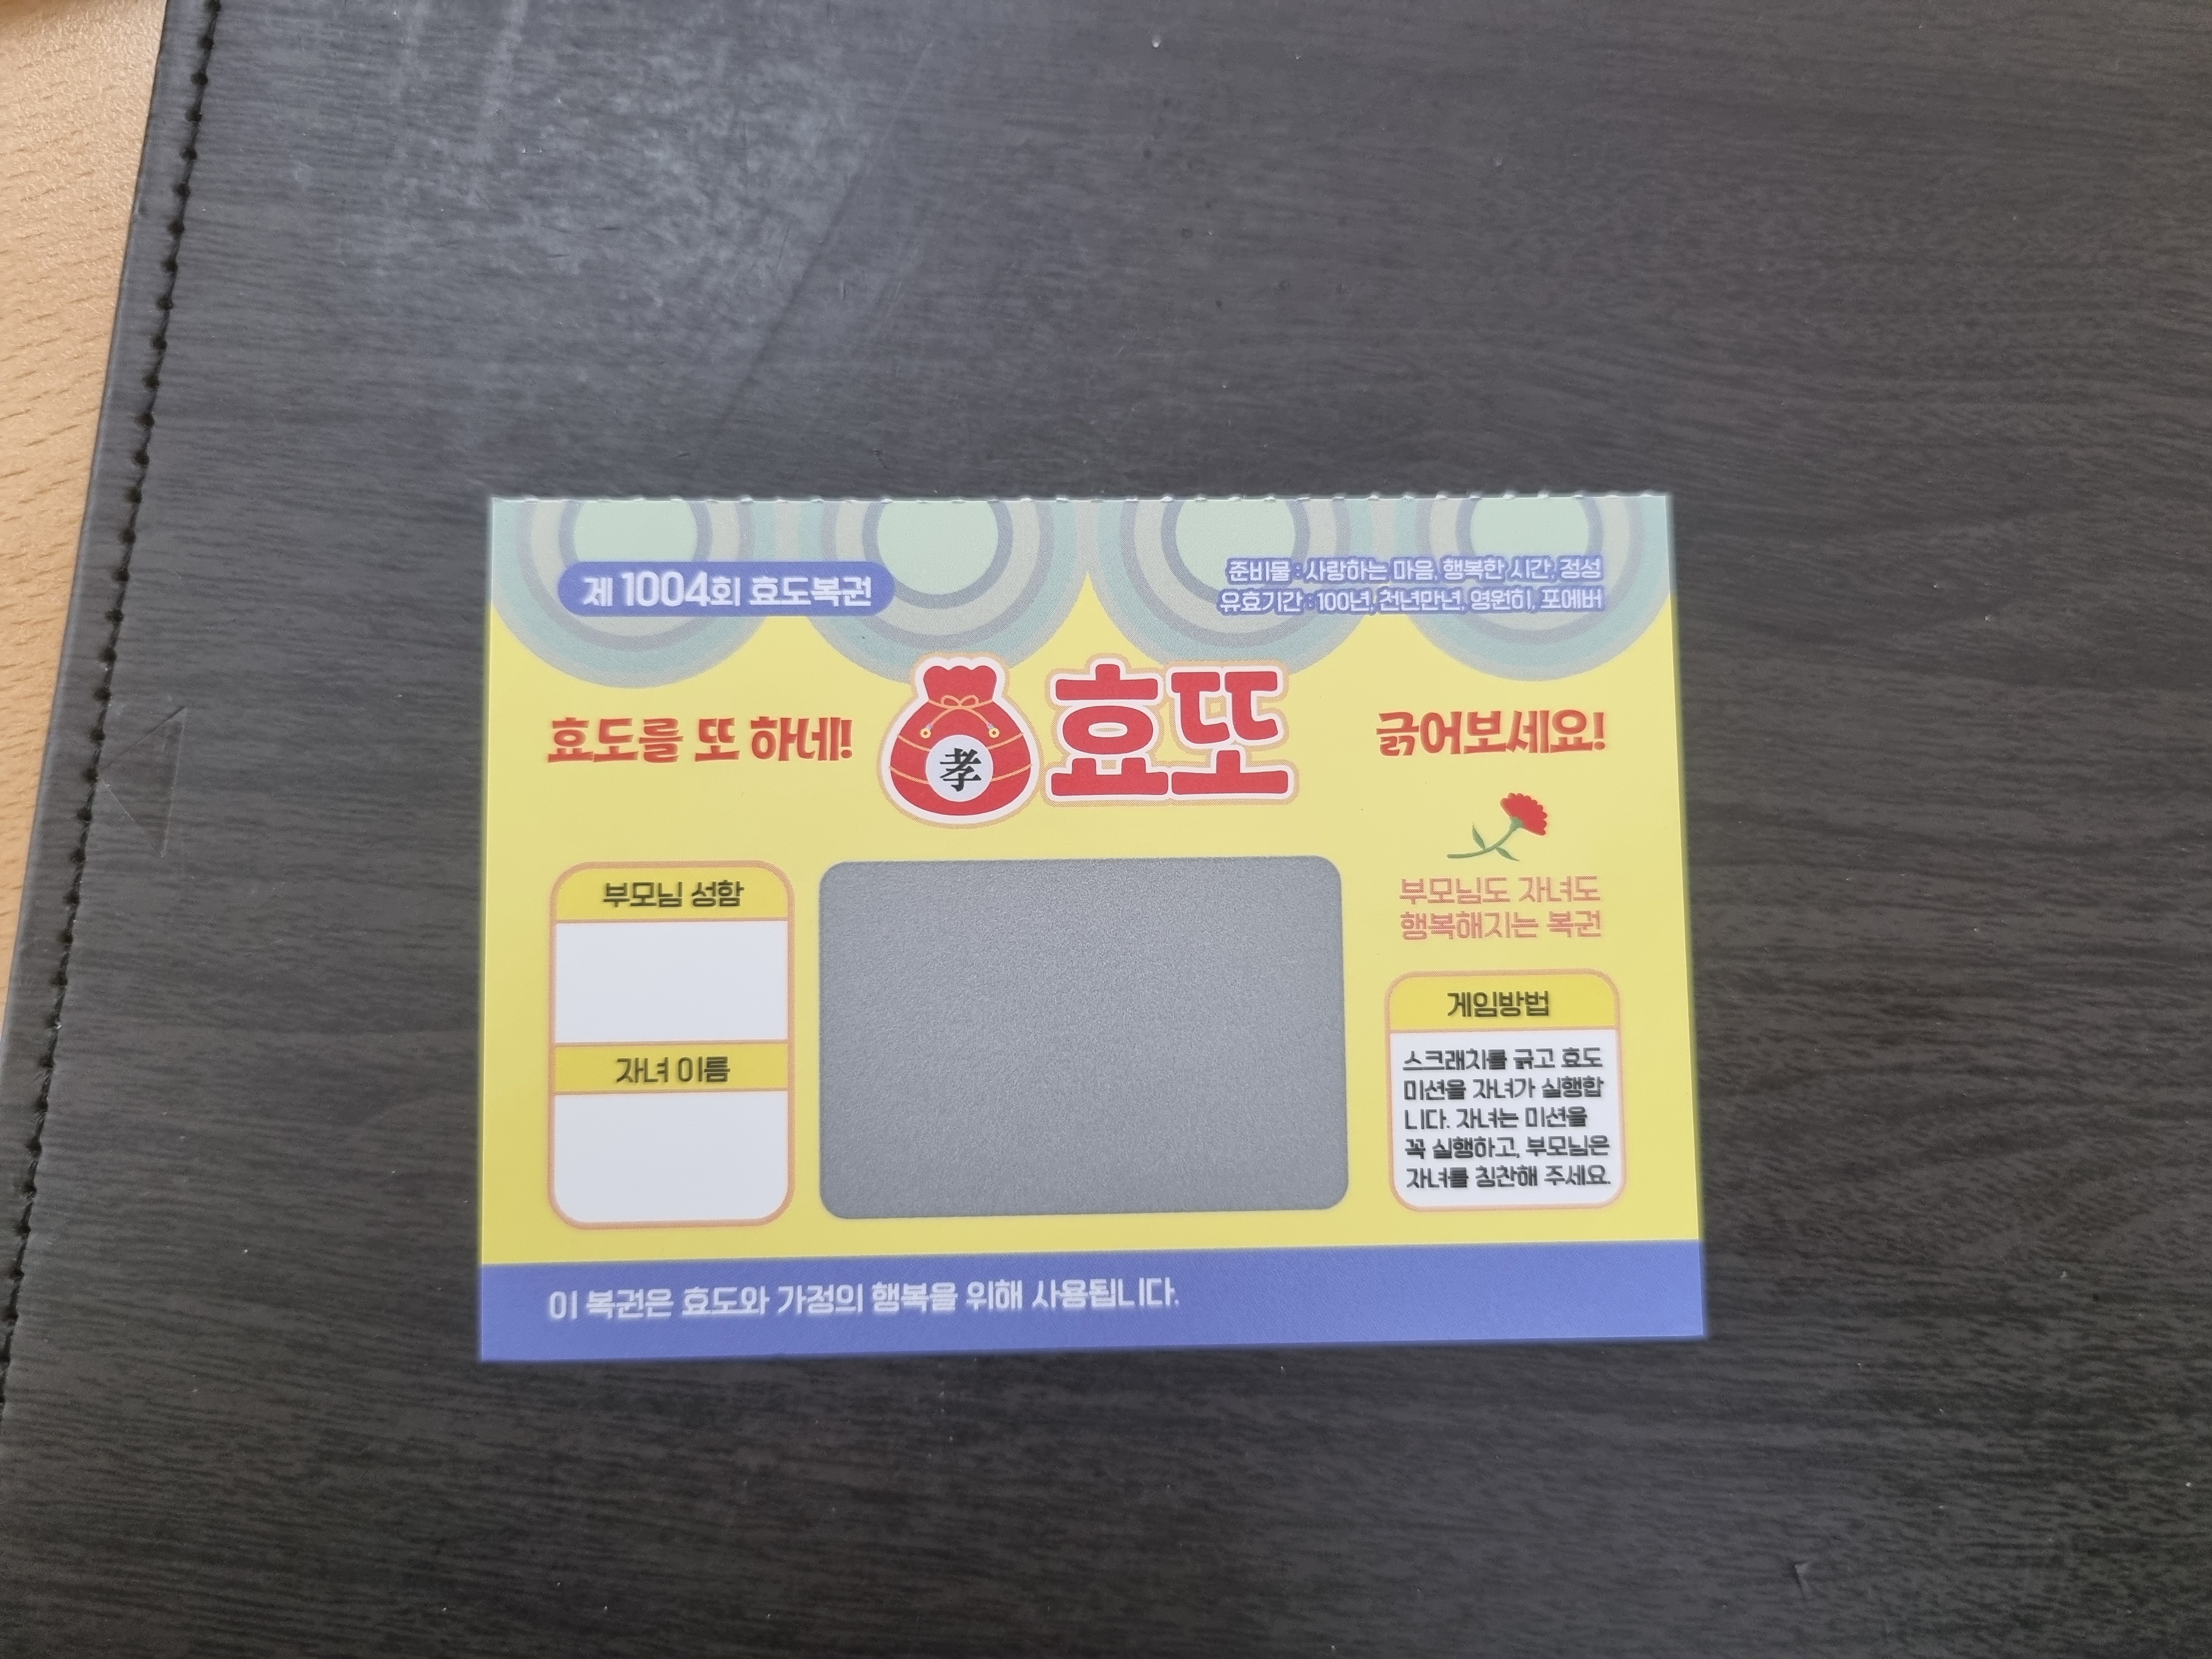 제 1004회 효도복권
준비물 : 사랑하는 마음, 행복한 시간, 정성
유효기간 : 100년, 천년만년, 영원히, 포에버
효도를 또 하네!
孝
효또
긁어보세요!
부모님 성함
자녀 이름
부모님도 자녀도
행복해지는 복권
게임방법
스크래치를 긁고 효도
미션을 자녀가 실행합
니다. 자녀는 미션을
꼭 실행하고, 부모님은
자녀를 칭찬해 주세요
이 복권은 효도와 가정의 행복을 위해 사용됩니다.